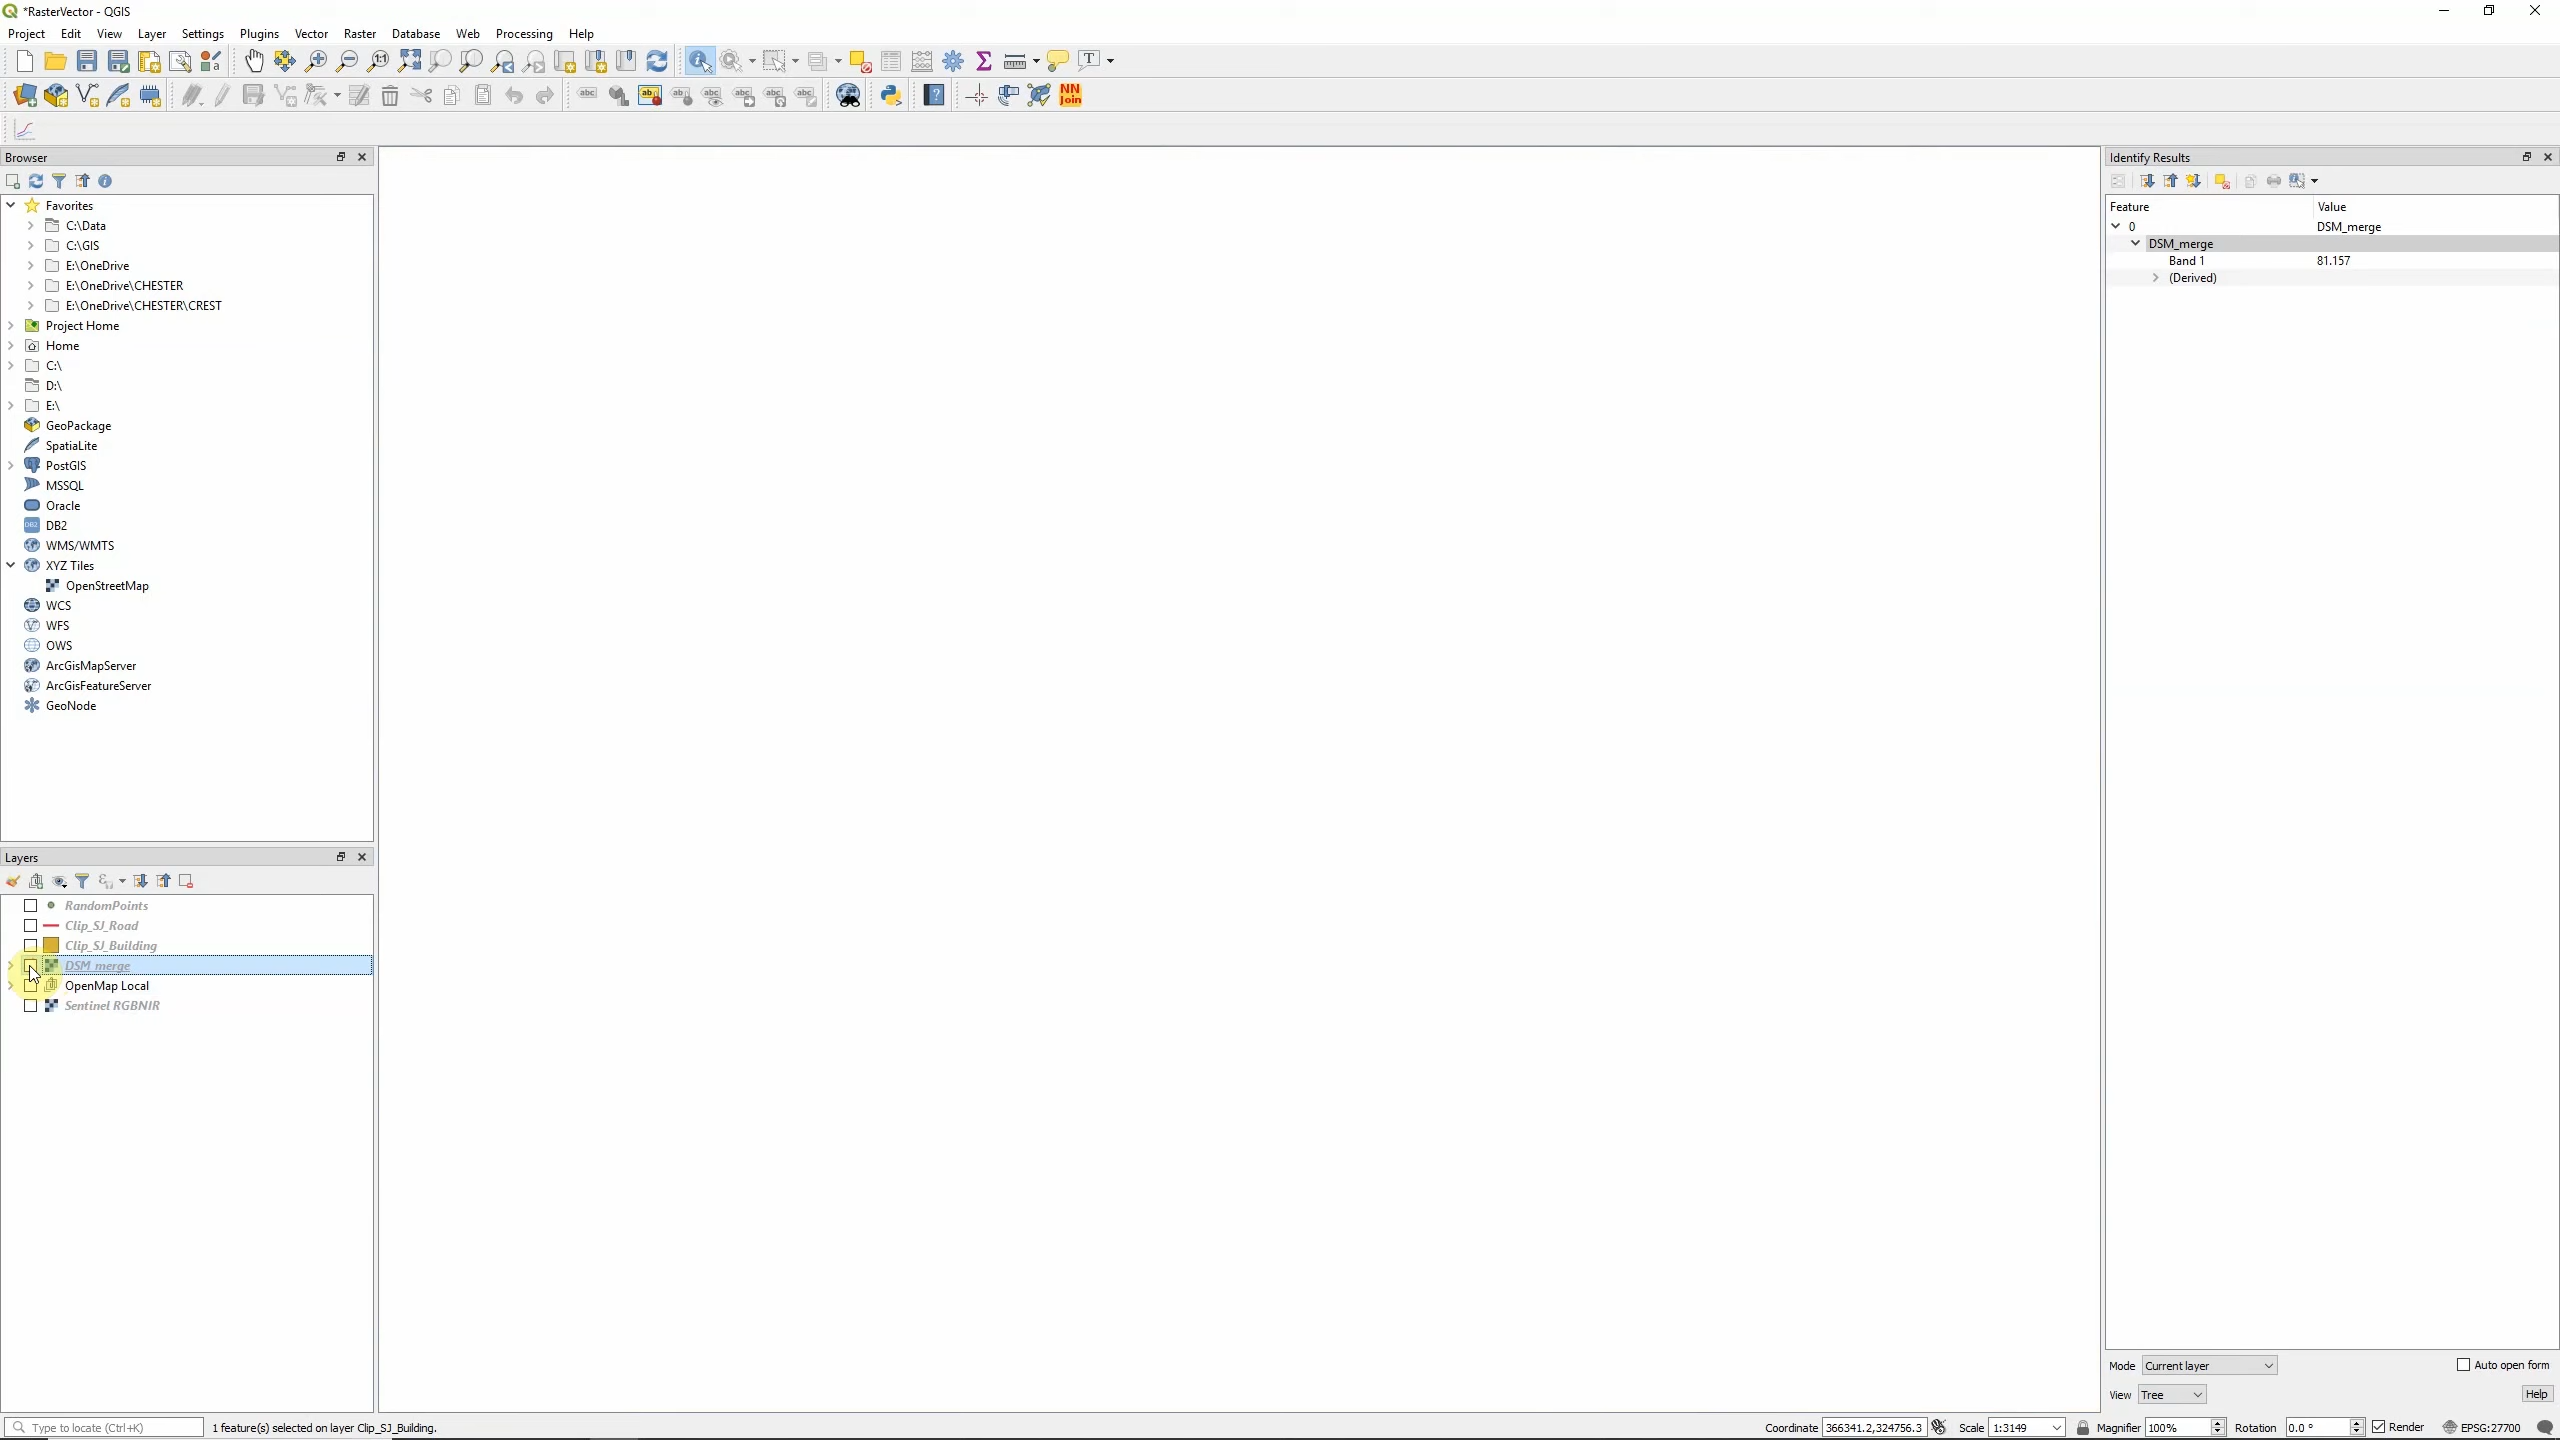 *RasterVector - QGIS
Project Edit View Layer Settings Plugins Vector Raster Database Web Processing Help
Browser
Favorites
C:\Data
C:\GIS
E:\OneDrive
E:\OneDrive\CHESTER
E:\OneDrive\CHESTER\CREST
Project Home
Home
C:\
D:\
E:\
GeoPackage
SpatiaLite
PostGIS
MSSQL
Oracle
DB2
WMS/WMTS
XYZ Tiles
OpenStreetMap
WCS
WFS
OWS
ArcGisMapServer
ArcGisFeatureServer
GeoNode
Layers
RandomPoints
Clip_SJ_Road
Clip_SJ_Building
DSM_merge
OpenMap Local
Sentinel RGBNIR
Identify Results
Feature Value
0 DSM_merge
DSM_merge
Band 1 81.157
(Derived)
Mode Current layer Auto open form
View Tree Help
Type to locate (Ctrl+K) 1 feature(s) selected on layer Clip_SJ_Building. Coordinate 366341.2,324756.3 Scale 1:3149 Magnifier 100% Rotation 0.0 ° Render EPSG:27700
NN
Join